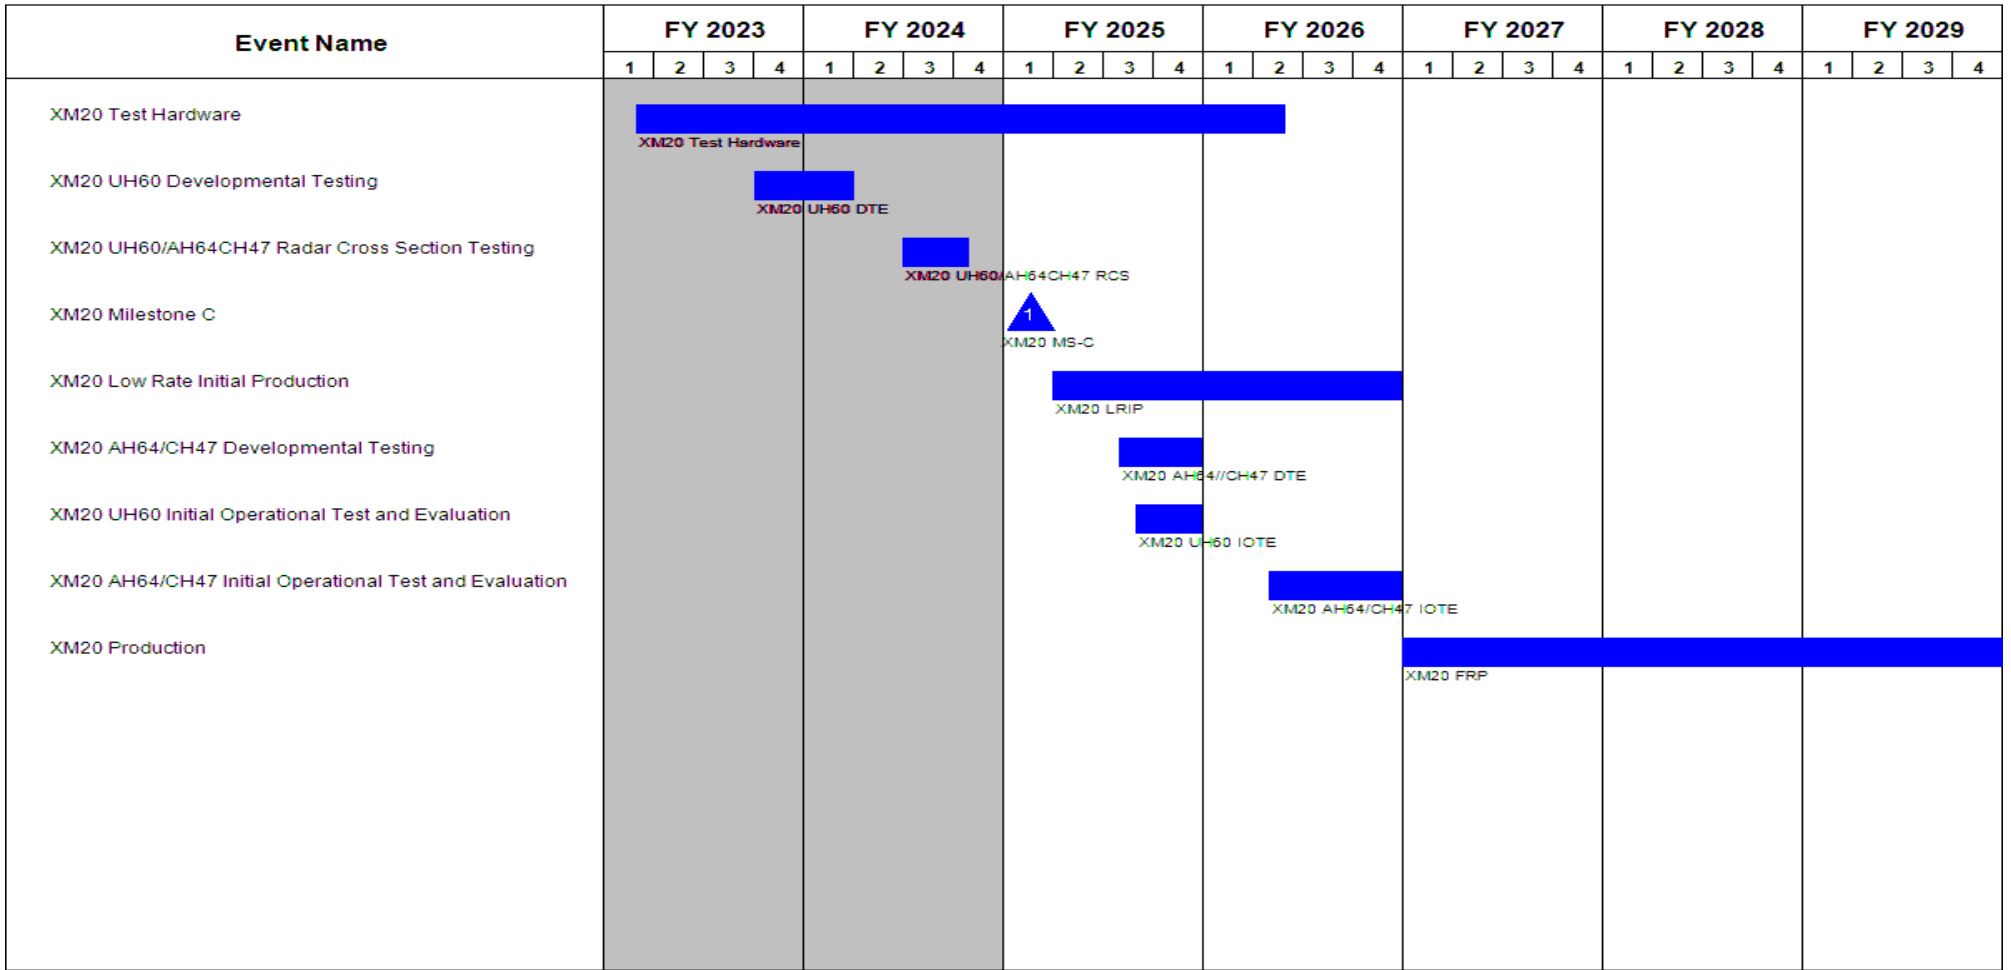 Event Name
FY 2023 FY 2024 FY 2025 FY 2026 FY 2027 FY 2028 FY 2029
1 2 3 4 1 2 3 4 1 2 3 4 1 2 3 4 1 2 3 4 1 2 3 4 1 2 3 4
XM20 Test Hardware
XM20 Test Hardware
XM20 UH60 Developmental Testing
XM20 UH60 DTE
XM20 UH60/AH64CH47 Radar Cross Section Testing
XM20 UH60/AH64CH47 RCS
XM20 Milestone C
1
XM20 MS-C
XM20 Low Rate Initial Production
XM20 LRIP
XM20 AH64/CH47 Developmental Testing
XM20 AH64//CH47 DTE
XM20 UH60 Initial Operational Test and Evaluation
XM20 UH60 IOTE
XM20 AH64/CH47 Initial Operational Test and Evaluation
XM20 AH64/CH47 IOTE
XM20 Production
XM20 FRP